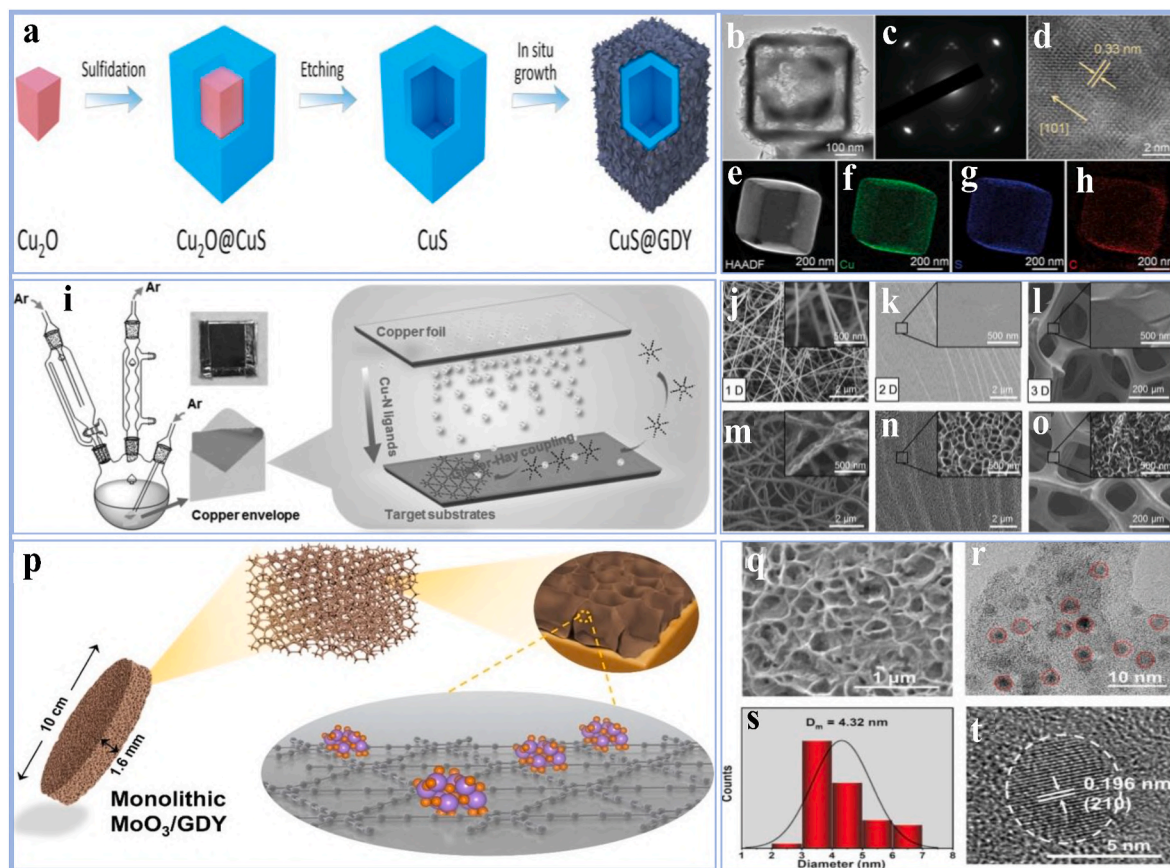 a
Sulfidation
Etching
In situ
growth
Cu₂O
Cu₂O@CuS
CuS
CuS@GDY
b
100 nm
c
d
0.33 nm
[101]
2 nm
e
HAADF
200 nm
f
Cu
200 nm
g
S
200 nm
h
C
200 nm
i
Ar
Ar
Ar
Copper envelope
Copper foil
Cu-N ligands
-Hay coupling
Target substrates
j
500 nm
1 D
2 μm
k
500 nm
2 D
2 μm
l
500 nm
3 D
200 μm
m
500 nm
2 μm
n
500 nm
2 μm
o
500 nm
200 μm
p
10 cm
1.6 mm
Monolithic
MoO₃/GDY
q
1 μm
r
10 nm
s
Dₘ = 4.32 nm
Counts
1 2 3 4 5 6 7 8
Diameter (nm)
t
0.196 nm
(210)
5 nm